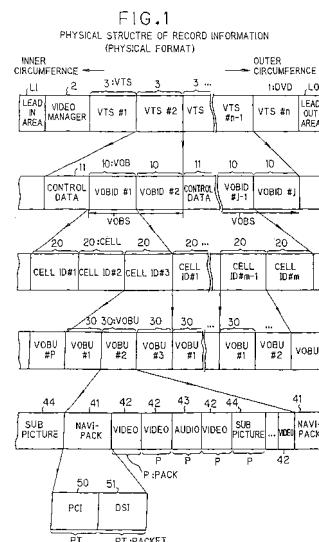 FIG.1
PHYSICAL STRUCTRE OF RECORD INFORMATION
(PHYSICAL FORMAT)
INNER CIRCUMFERNCE ← → OUTER CIRCUMFERNCE
L1 2 3:VTS 3 3 ... 1:DVD LO
LEAD IN AREA VIDEO MANAGER VTS #1 VTS #2 VTS ... VTS #n-1 VTS #n LEAD OUT AREA
11 10:VOB 10 11 10 10
CONTROL DATA VOBID #1 VOBID #2 CONTROL DATA VOBID #J-1 VOBID #J
VOBS VOBS
20 20:CELL 20 20 ... 20 20
CELL ID#1 CELL ID#2 CELL ID#3 CELL ID#1 CELL ID#m-1 CELL ID#m
30 30:VOBU 30 30 ... 30 ...
VOBU #P VOBU #1 VOBU #2 VOBU #3 VOBU #1 ... VOBU #1 VOBU #2 VOBU
44 41 42 42 43 42 44 41
SUB PICTURE NAVI-PACK VIDEO VIDEO AUDIO VIDEO SUB PICTURE ... VIDEO NAVI-PACK
P P P P 42
P:PACK
50 51
PCI DSI
PT PT:PACKET